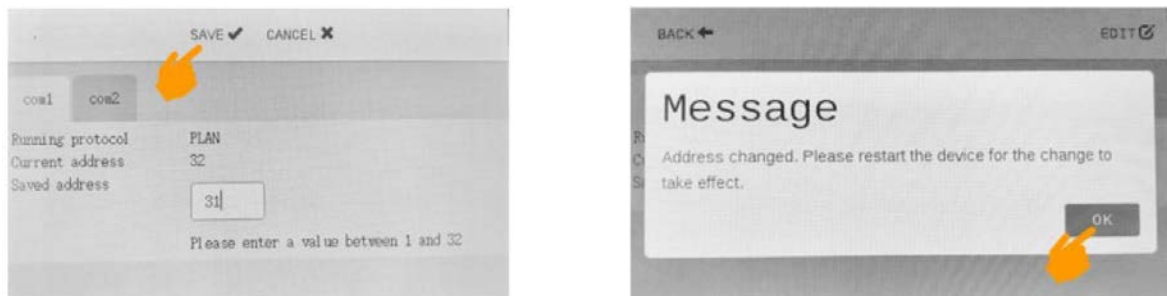 SAVE CANCEL
com1 com2
Running protocol PLAN
Current address 32
Saved address
31
Please enter a value between 1 and 32
BACK EDIT
Message
Address changed. Please restart the device for the change to
take effect.
OK